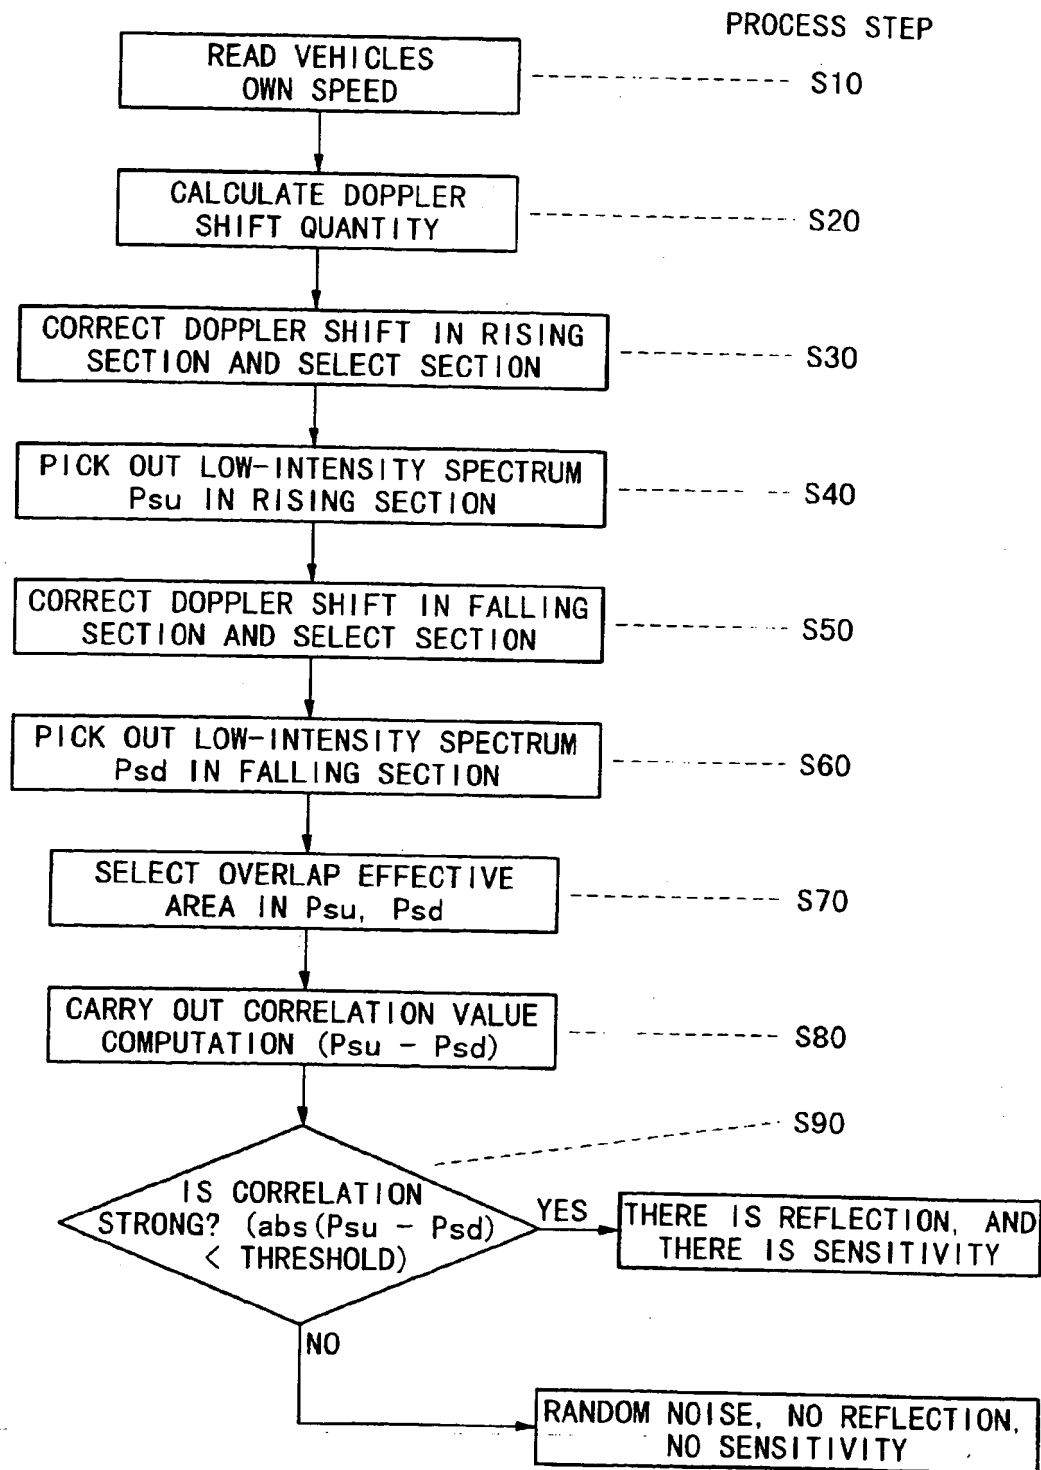 PROCESS STEP
READ VEHICLES
OWN SPEED
S10
CALCULATE DOPPLER
SHIFT QUANTITY
S20
CORRECT DOPPLER SHIFT IN RISING
SECTION AND SELECT SECTION
S30
PICK OUT LOW-INTENSITY SPECTRUM
Psu IN RISING SECTION
S40
CORRECT DOPPLER SHIFT IN FALLING
SECTION AND SELECT SECTION
S50
PICK OUT LOW-INTENSITY SPECTRUM
Psd IN FALLING SECTION
S60
SELECT OVERLAP EFFECTIVE
AREA IN Psu, Psd
S70
CARRY OUT CORRELATION VALUE
COMPUTATION (Psu - Psd)
S80
S90
IS CORRELATION
STRONG? (abs(Psu - Psd)
< THRESHOLD)
YES
THERE IS REFLECTION, AND
THERE IS SENSITIVITY
NO
RANDOM NOISE, NO REFLECTION,
NO SENSITIVITY